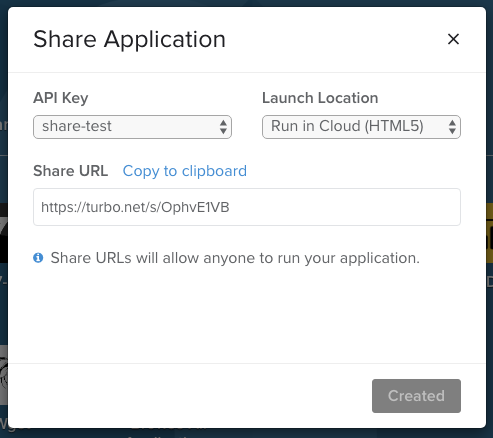 Share Application
×
API Key
Launch Location
share-test
Run in Cloud (HTML5)
Share URL Copy to clipboard
https://turbo.net/s/OphvE1VB
Share URLs will allow anyone to run your application.
Created